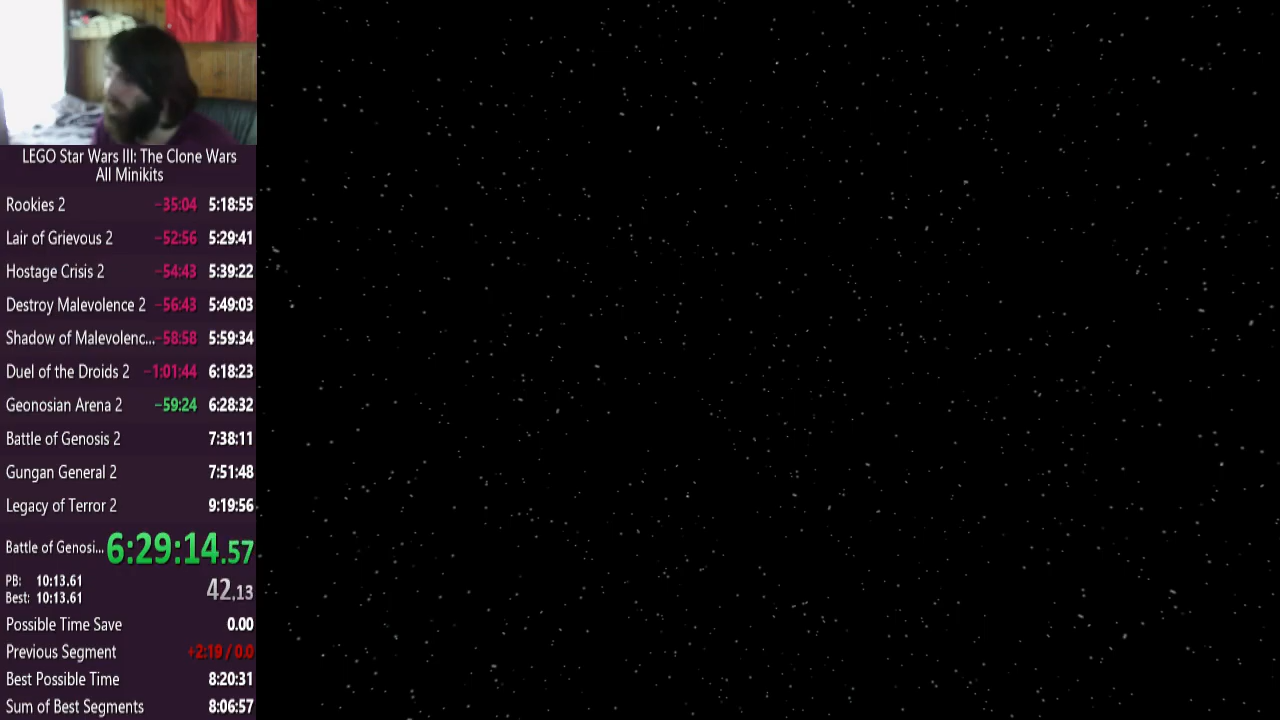 LEGO Star Wars III: The Clone Wars
All Minikits
Rookies 2 -35:04 5:18:55
Lair of Grievous 2 -52:56 5:29:41
Hostage Crisis 2 -54:43 5:39:22
Destroy Malevolence 2 -56:43 5:49:03
Shadow of Malevolenc... -58:58 5:59:34
Duel of the Droids 2 -1:01:44 6:18:23
Geonosian Arena 2 -59:24 6:28:32
Battle of Genosis 2 7:38:11
Gungan General 2 7:51:48
Legacy of Terror 2 9:19:56
Battle of Genosi... 6:29:14.57
PB: 10:13.61
Best: 10:13.61
42.13
Possible Time Save 0.00
Previous Segment +2:19 / 0.0
Best Possible Time 8:20:31
Sum of Best Segments 8:06:57